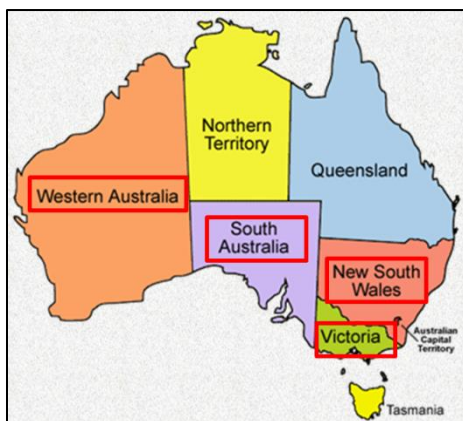 Northern
Territory
Queensland
Western Australia
South
Australia
New South
Wales
Australian
Capital
Territory
Victoria
Tasmania